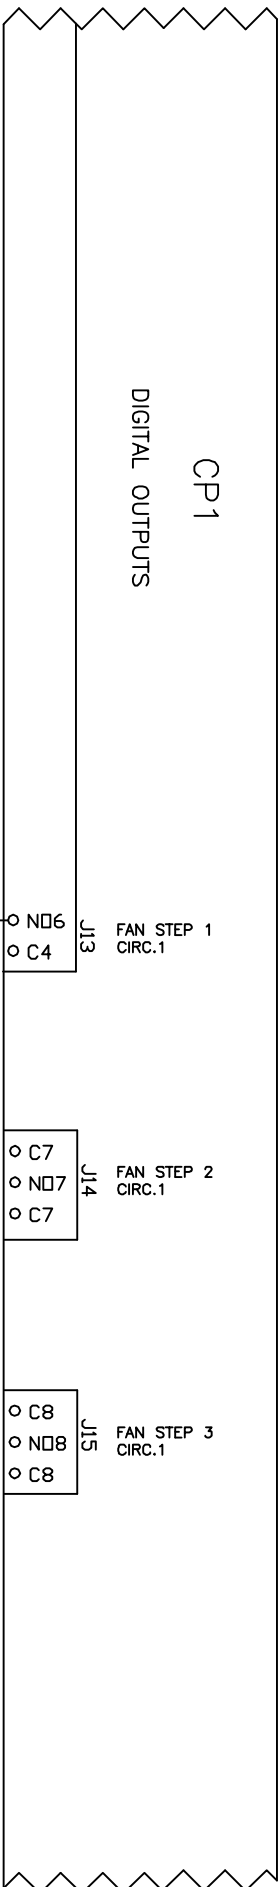 CP1
DIGITAL OUTPUTS
NO6
C4
J13
FAN STEP 1
CIRC.1
C7
NO7
C7
J14
FAN STEP 2
CIRC.1
C8
NO8
C8
J15
FAN STEP 3
CIRC.1